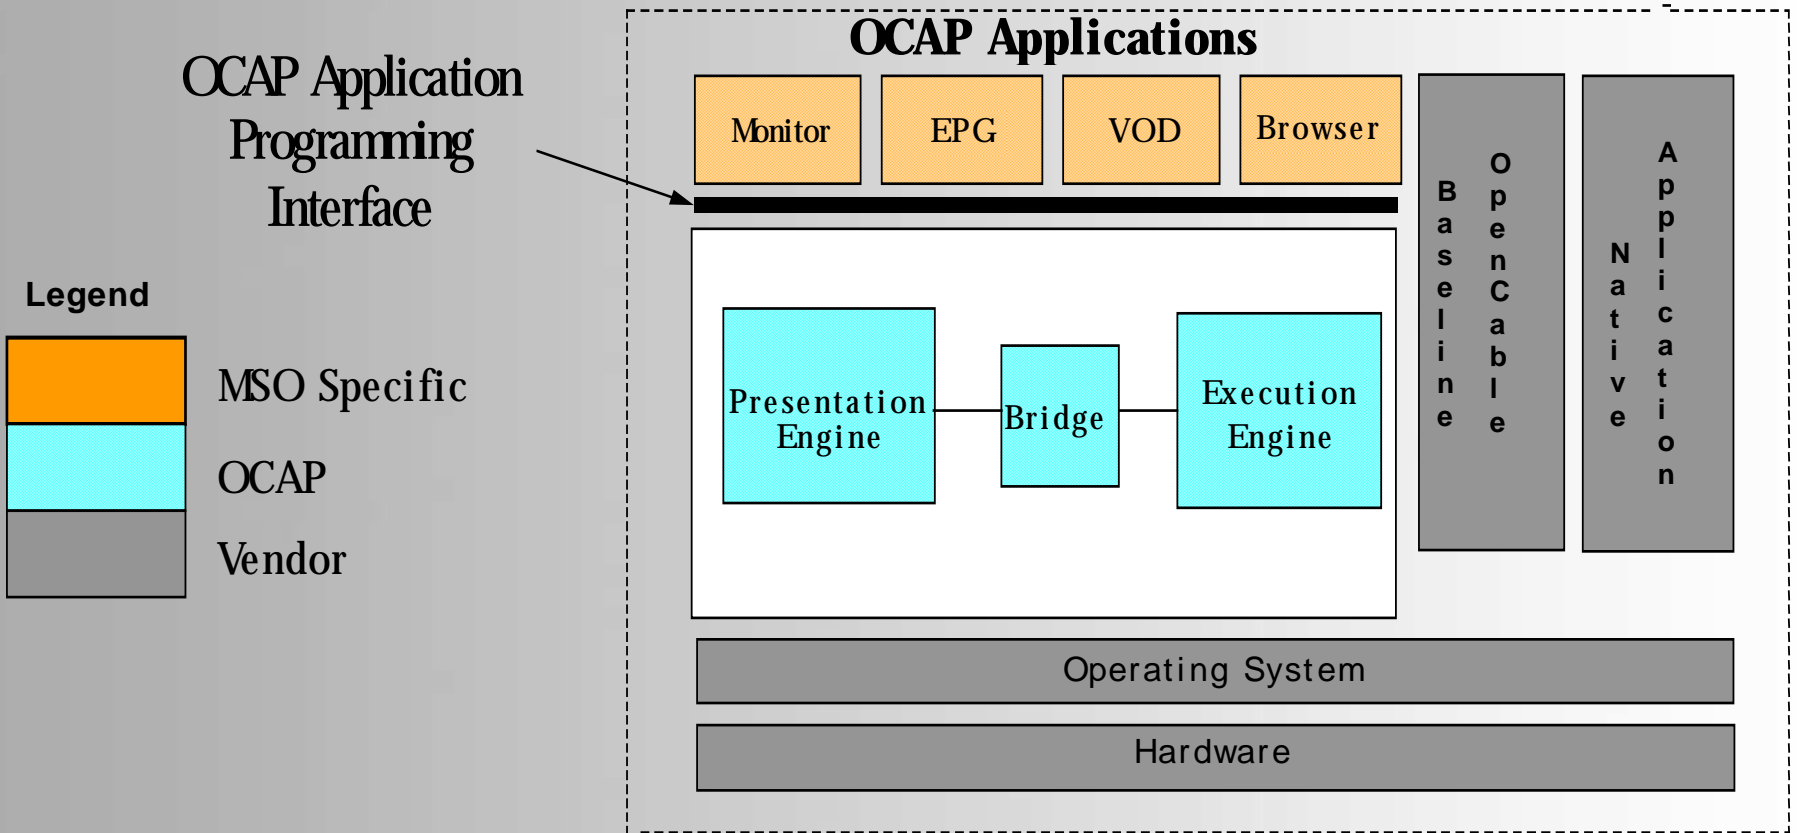 OCAP Applications
OCAP Application
Programming
Interface
Monitor
EPG
VOD
Browser
Baseline
OpenCable
Native
Application
Legend
MSO Specific
OCAP
Vendor
Presentation
Engine
Bridge
Execution
Engine
Operating System
Hardware